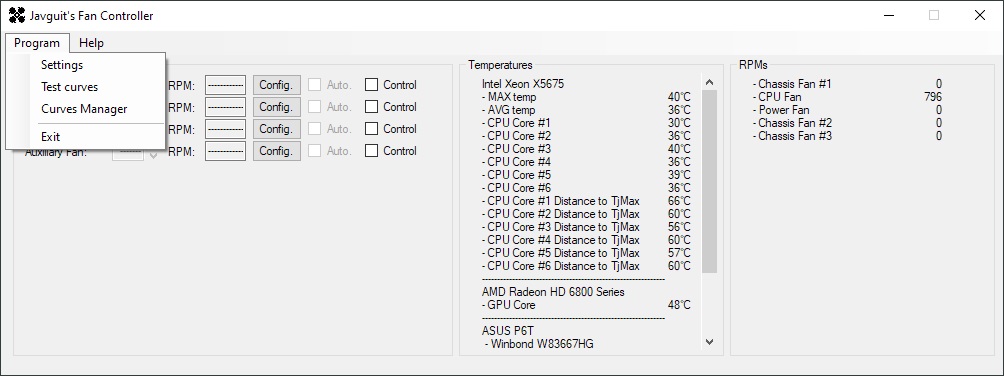 Javguit's Fan Controller
Program Help
Settings
Test curves
Curves Manager
Exit
RPM: ------------ Config. Auto. Control
RPM: ------------ Config. Auto. Control
RPM: ------------ Config. Auto. Control
Auxiliary Fan: ------- RPM: ------------ Config. Auto. Control
Temperatures
Intel Xeon X5675
- MAX temp 40°C
- AVG temp 36°C
- CPU Core #1 30°C
- CPU Core #2 36°C
- CPU Core #3 40°C
- CPU Core #4 36°C
- CPU Core #5 39°C
- CPU Core #6 36°C
- CPU Core #1 Distance to TjMax 66°C
- CPU Core #2 Distance to TjMax 60°C
- CPU Core #3 Distance to TjMax 56°C
- CPU Core #4 Distance to TjMax 60°C
- CPU Core #5 Distance to TjMax 57°C
- CPU Core #6 Distance to TjMax 60°C
-------------------------------------------------------------
AMD Radeon HD 6800 Series
- GPU Core 48°C
-------------------------------------------------------------
ASUS P6T
- Winbond W83667HG
RPMs
- Chassis Fan #1 0
- CPU Fan 796
- Power Fan 0
- Chassis Fan #2 0
- Chassis Fan #3 0